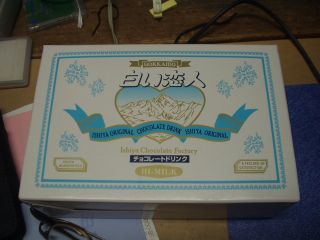 HOKKAIDO
白い恋人
ISHIYA ORIGINAL CHOCOLATE DRINK ISHIYA ORIGINAL
Ishiya Chocolate Factory
チョコレートドリンク
HI-MILK